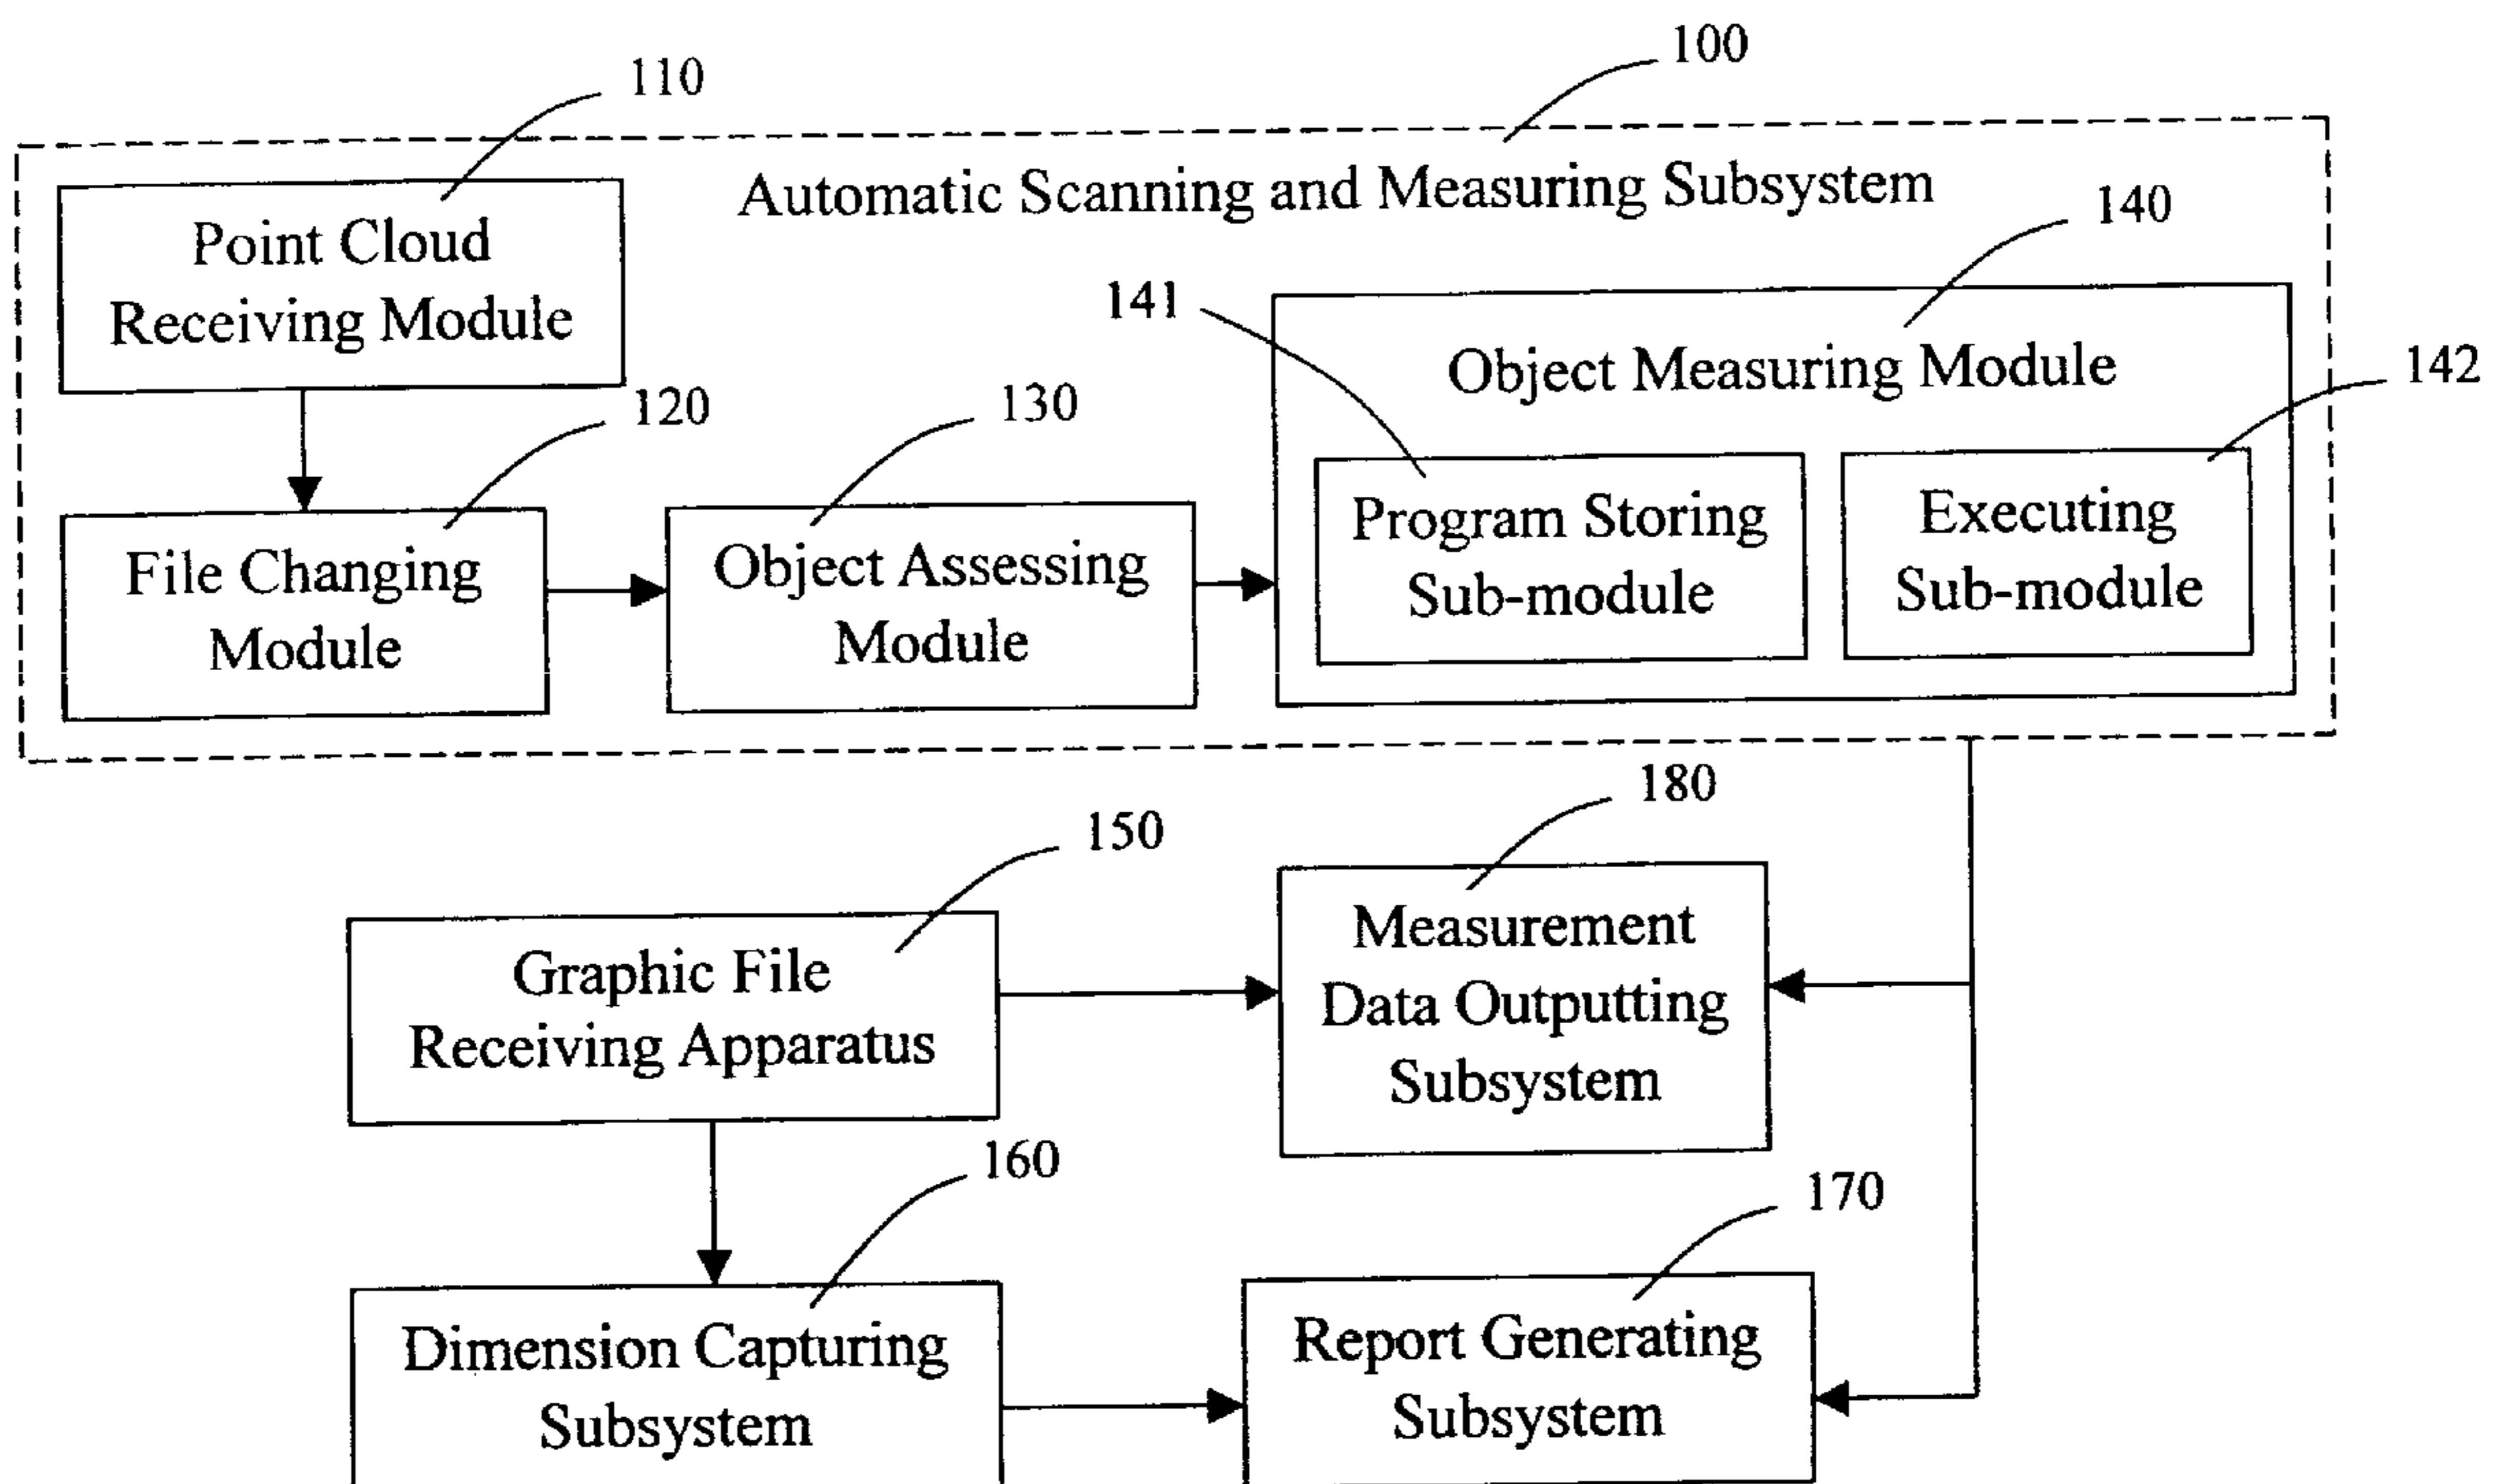 100
110
Automatic Scanning and Measuring Subsystem
Point Cloud
Receiving Module
140
141
Object Measuring Module
142
120
130
Program Storing
Sub-module
Executing
Sub-module
File Changing
Module
Object Assessing
Module
180
150
Measurement
Data Outputting
Subsystem
Graphic File
Receiving Apparatus
160
170
Dimension Capturing
Subsystem
Report Generating
Subsystem